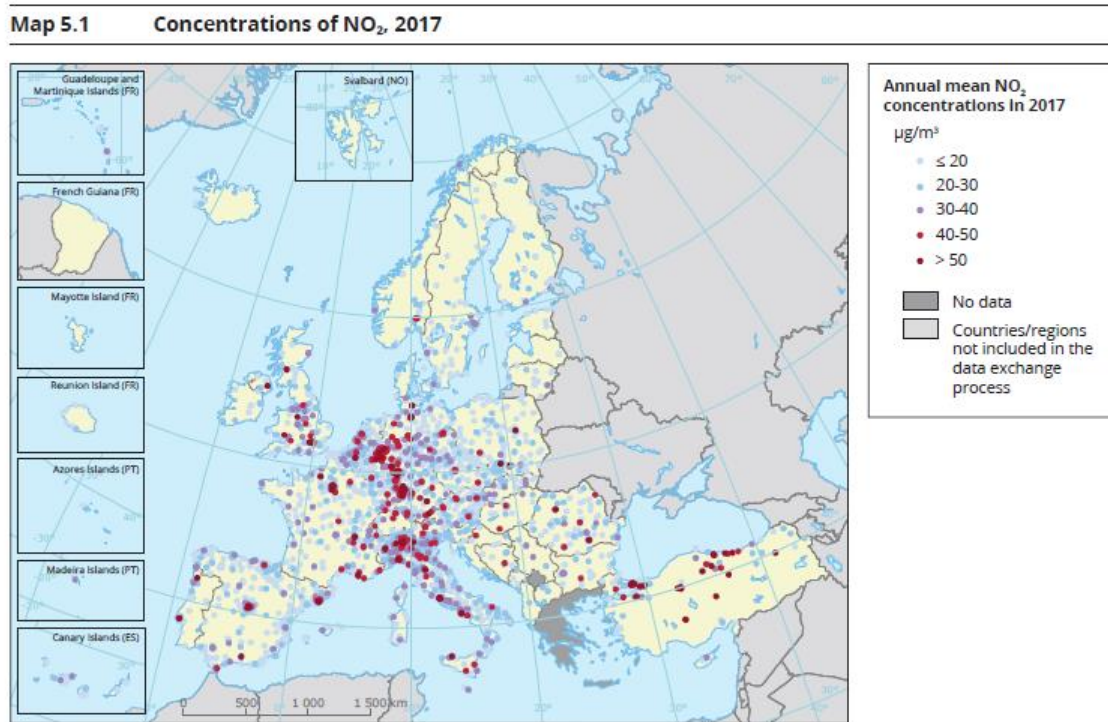 Map 5.1 Concentrations of NO₂, 2017
Guadeloupe and
Martinique Islands (FR)
French Guiana (FR)
Mayotte Island (FR)
Reunion Island (FR)
Azores Islands (PT)
Madeira Islands (PT)
Canary Islands (ES)
Svalbard (NO)
0 500 1 000 1 500 km
Annual mean NO₂
concentrations in 2017
µg/m³
≤ 20
20-30
30-40
40-50
> 50
No data
Countries/regions
not included in the
data exchange
process